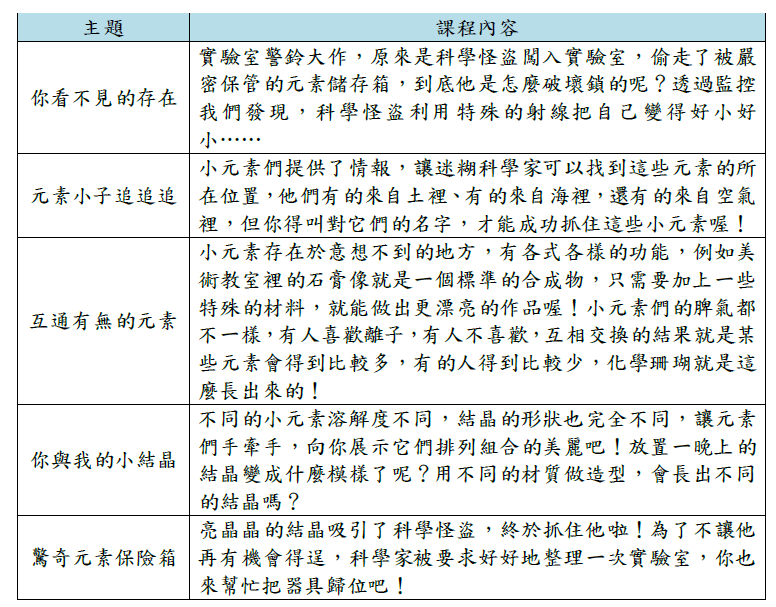 主題 課程內容
你看不見的存在
實驗室警鈴大作，原來是科學怪盜闖入實驗室，偷走了被嚴
密保管的元素儲存箱，到底他是怎麼破壞鎖的呢？透過監控
我們發現，科學怪盜利用特殊的射線把自己變得好小好
小……
元素小子追追追
小元素們提供了情報，讓迷糊科學家可以找到這些元素的所
在位置，他們有的來自土裡、有的來自海裡，還有的來自空氣
裡，但你得叫對它們的名字，才能成功抓住這些小元素喔！
互通有無的元素
小元素存在於意想不到的地方，有各式各樣的功能，例如美
術教室裡的石膏像就是一個標準的合成物，只需要加上一些
特殊的材料，就能做出更漂亮的作品喔！小元素們的脾氣都
不一樣，有人喜歡離子，有人不喜歡，互相交換的結果就是某
些元素會得到比較多，有的人得到比較少，化學珊瑚就是這
麼長出來的！
你與我的小結晶
不同的小元素溶解度不同，結晶的形狀也完全不同，讓元素
們手牽手，向你展示它們排列組合的美麗吧！放置一晚上的
結晶變成什麼模樣了呢？用不同的材質做造型，會長出不同
的結晶嗎？
驚奇元素保險箱
亮晶晶的結晶吸引了科學怪盜，終於抓住他啦！為了不讓他
再有機會得逞，科學家被要求好好地整理一次實驗室，你也
來幫忙把器具歸位吧！